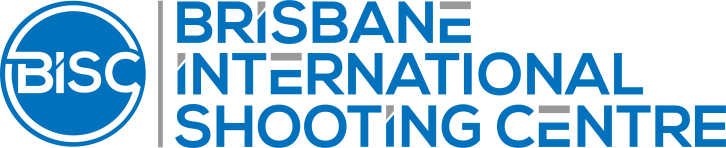 BISC
BRISBANE
INTERNATIONAL
SHOOTING CENTRE